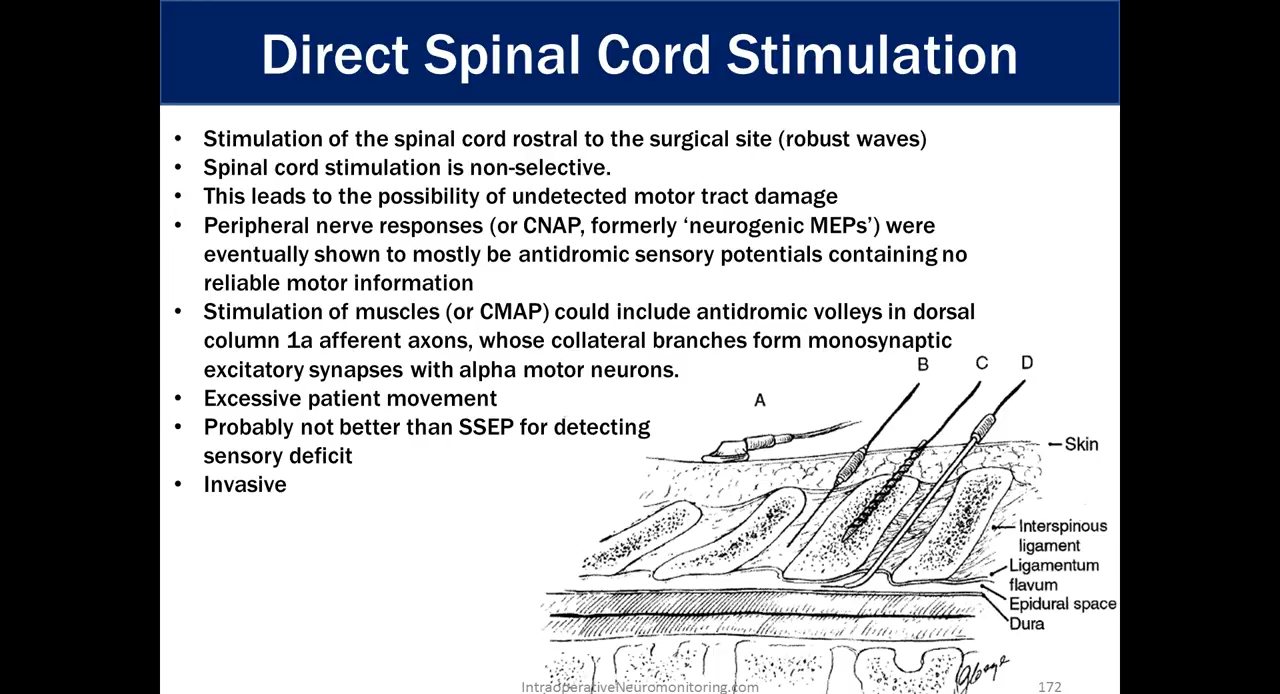 Direct Spinal Cord Stimulation
• Stimulation of the spinal cord rostral to the surgical site (robust waves)
• Spinal cord stimulation is non-selective.
• This leads to the possibility of undetected motor tract damage
• Peripheral nerve responses (or CNAP, formerly ‘neurogenic MEPs’) were
eventually shown to mostly be antidromic sensory potentials containing no
reliable motor information
• Stimulation of muscles (or CMAP) could include antidromic volleys in dorsal
column 1a afferent axons, whose collateral branches form monosynaptic
excitatory synapses with alpha motor neurons.
• Excessive patient movement
• Probably not better than SSEP for detecting
sensory deficit
• Invasive
A
B
C
D
Skin
Interspinous
ligament
Ligamentum
flavum
Epidural space
Dura
IntraoperativeNeuromonitoring.com
172